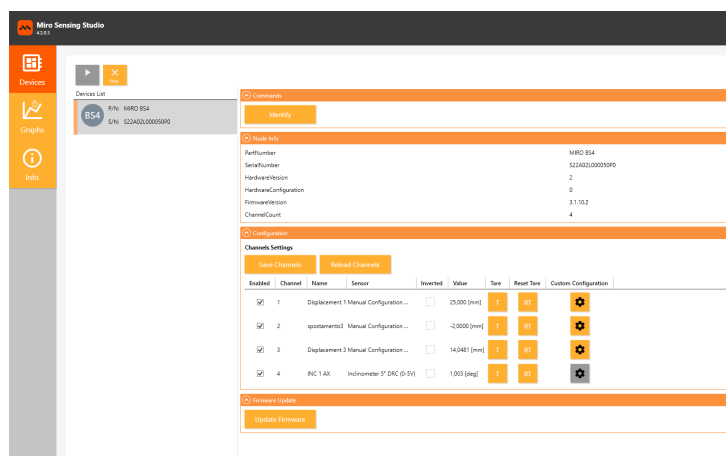 Miro Sensing Studio
4.2.0.3
Devices
Graphs
Info
Clear
Devices List
BS4
P/N: MIRO BS4
S/N: S22A02L000050P0
Commands
Identify
Node info
PartNumber MIRO BS4
SerialNumber S22A02L000050P0
HardwareVersion 2
HardwareConfiguration 0
FirmwareVersion 3.1.10.2
ChannelCount 4
Configuration
Channels Settings
Save Channels Reload Channels
Enabled Channel Name Sensor Inverted Value Tare Reset Tare Custom Configuration
1 Displacement 1 Manual Configuration ... 25,000 [mm] T RT
2 spostamento3 Manual Configuration ... -2,0000 [mm] T RT
3 Displacement 3 Manual Configuration ... 14,0481 [mm] T RT
4 INC 1 AX Inclinometer 5° DRC (0-5V) 1,003 [deg] T RT
Firmware Update
Update Firmware